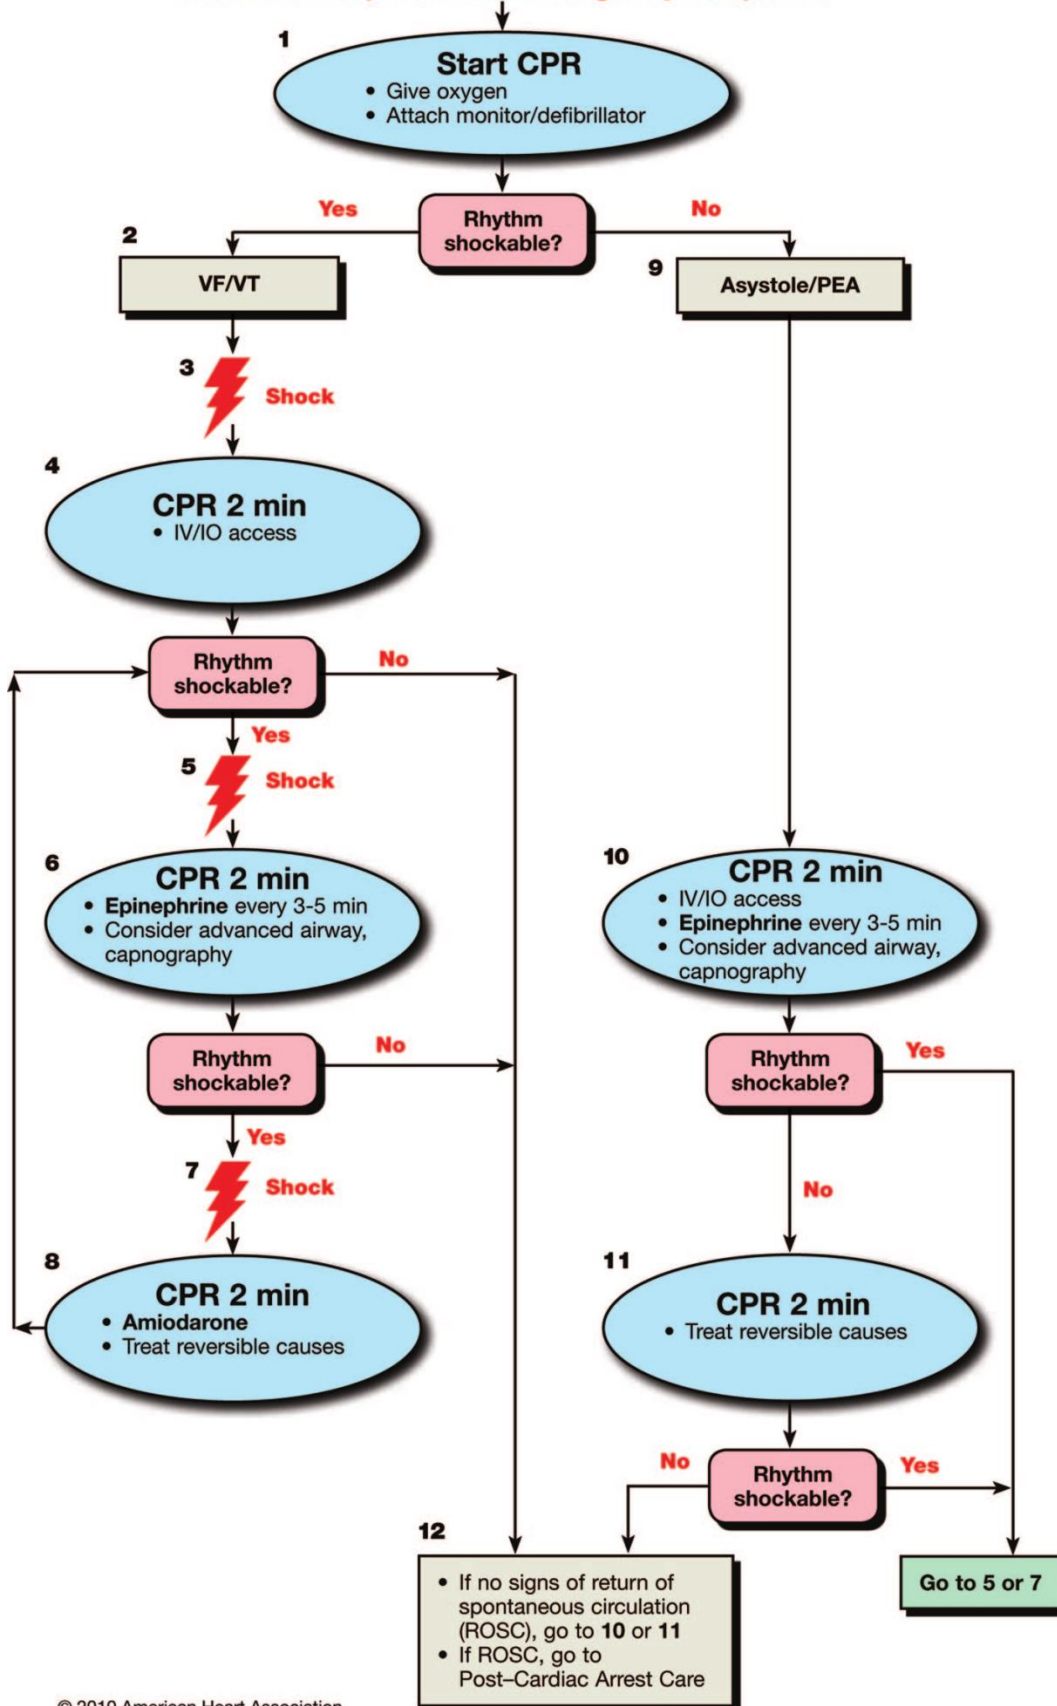 1
Start CPR
• Give oxygen
• Attach monitor/defibrillator
Rhythm
shockable?
Yes
No
2
VF/VT
9
Asystole/PEA
3
Shock
4
CPR 2 min
• IV/IO access
Rhythm
shockable?
No
Yes
5
Shock
6
CPR 2 min
• Epinephrine every 3-5 min
• Consider advanced airway,
capnography
10
CPR 2 min
• IV/IO access
• Epinephrine every 3-5 min
• Consider advanced airway,
capnography
Rhythm
shockable?
No
Yes
Rhythm
shockable?
Yes
No
7
Shock
8
CPR 2 min
• Amiodarone
• Treat reversible causes
11
CPR 2 min
• Treat reversible causes
Rhythm
shockable?
No
Yes
12
• If no signs of return of
spontaneous circulation
(ROSC), go to 10 or 11
• If ROSC, go to
Post–Cardiac Arrest Care
Go to 5 or 7
© 2010 American Heart Association